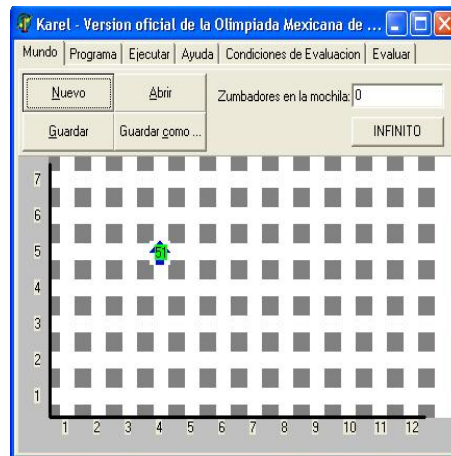 Karel - Version oficial de la Olimpiada Mexicana de ...
Mundo Programa Ejecutar Ayuda Condiciones de Evaluacion Evaluar
Nuevo Abrir Zumbadores en la mochila: 0
Guardar Guardar como ... INFINITO
7
6
5 51
4
3
2
1
1 2 3 4 5 6 7 8 9 10 11 12